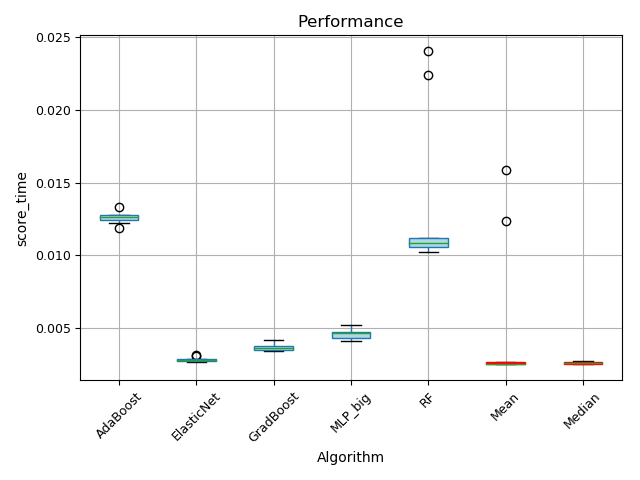 Performance
0.025
0.020
0.015
0.010
0.005
score_time
AdaBoost
ElasticNet
GradBoost
MLP_big
RF
Mean
Median
Algorithm